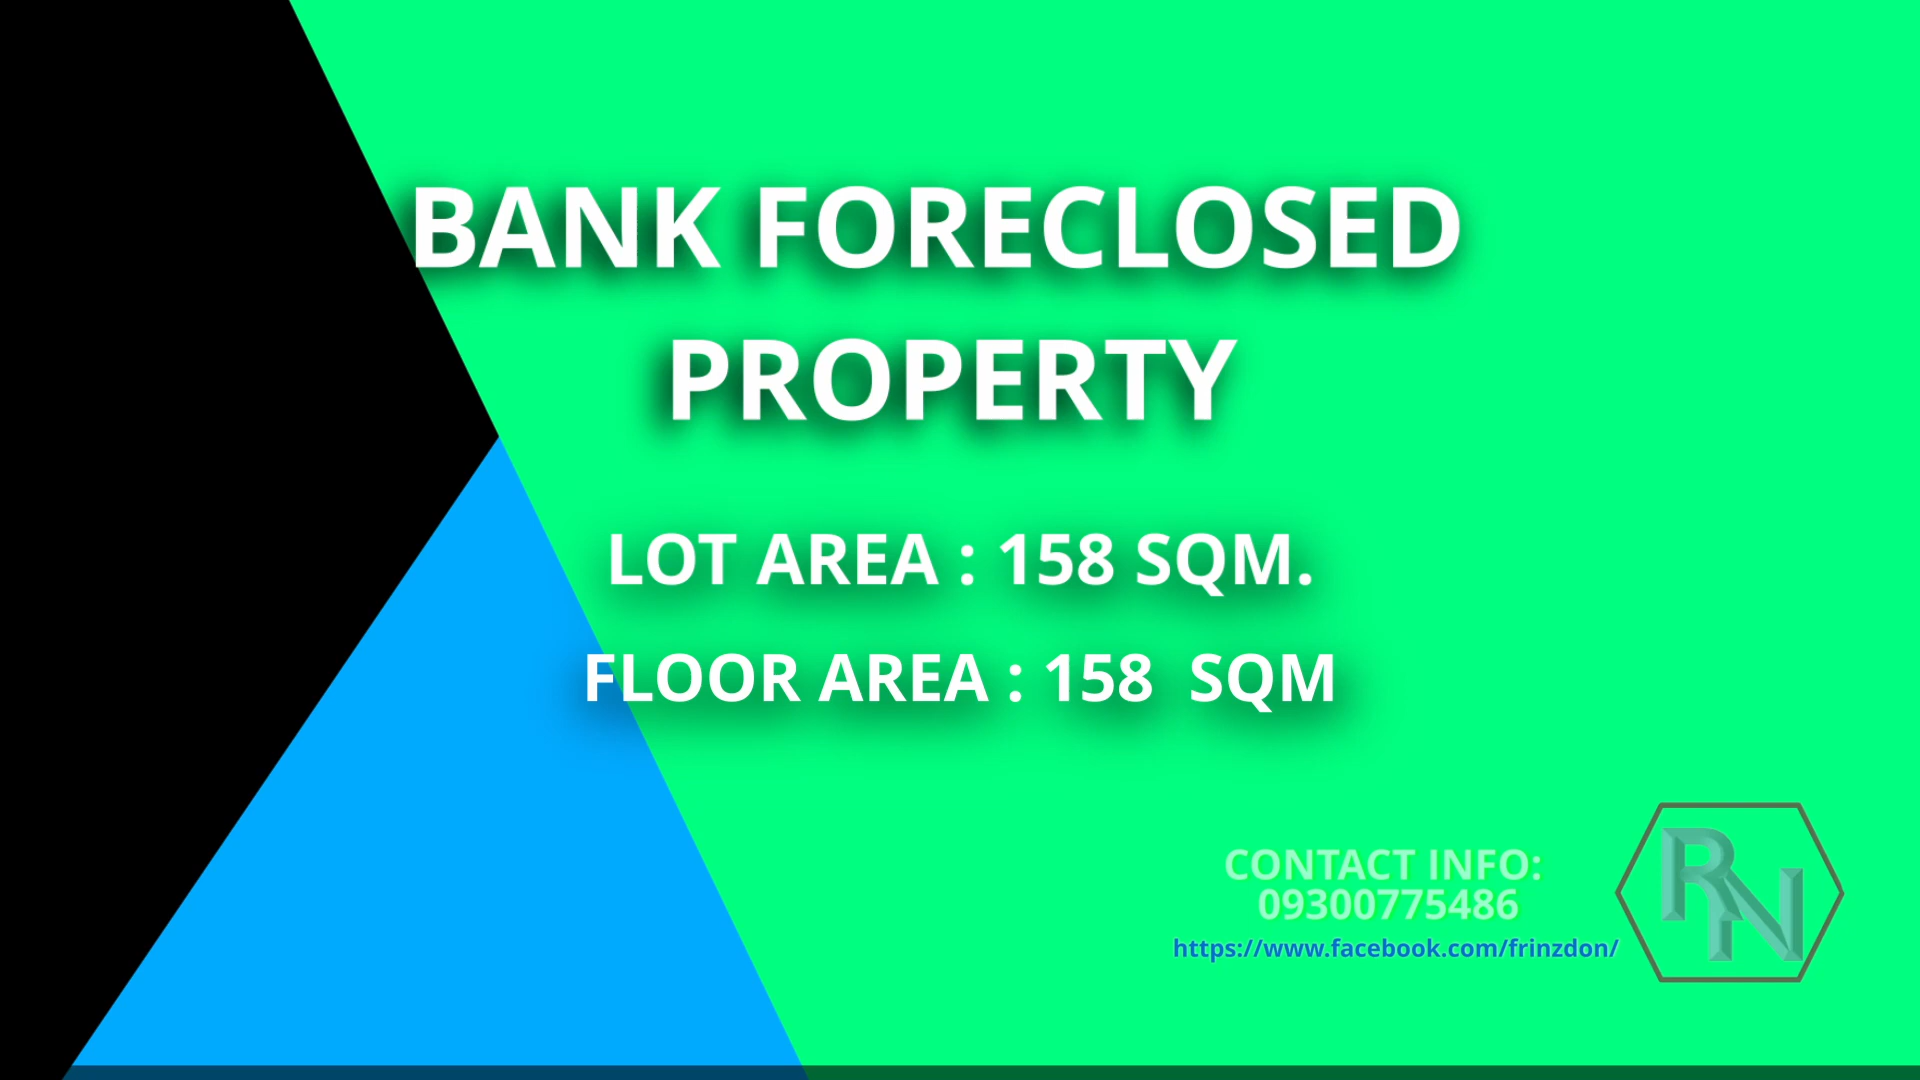 BANK FORECLOSED
PROPERTY
LOT AREA : 158 SQM.
FLOOR AREA : 158  SQM
CONTACT INFO:
09300775486
https://www.facebook.com/frinzdon/
RN